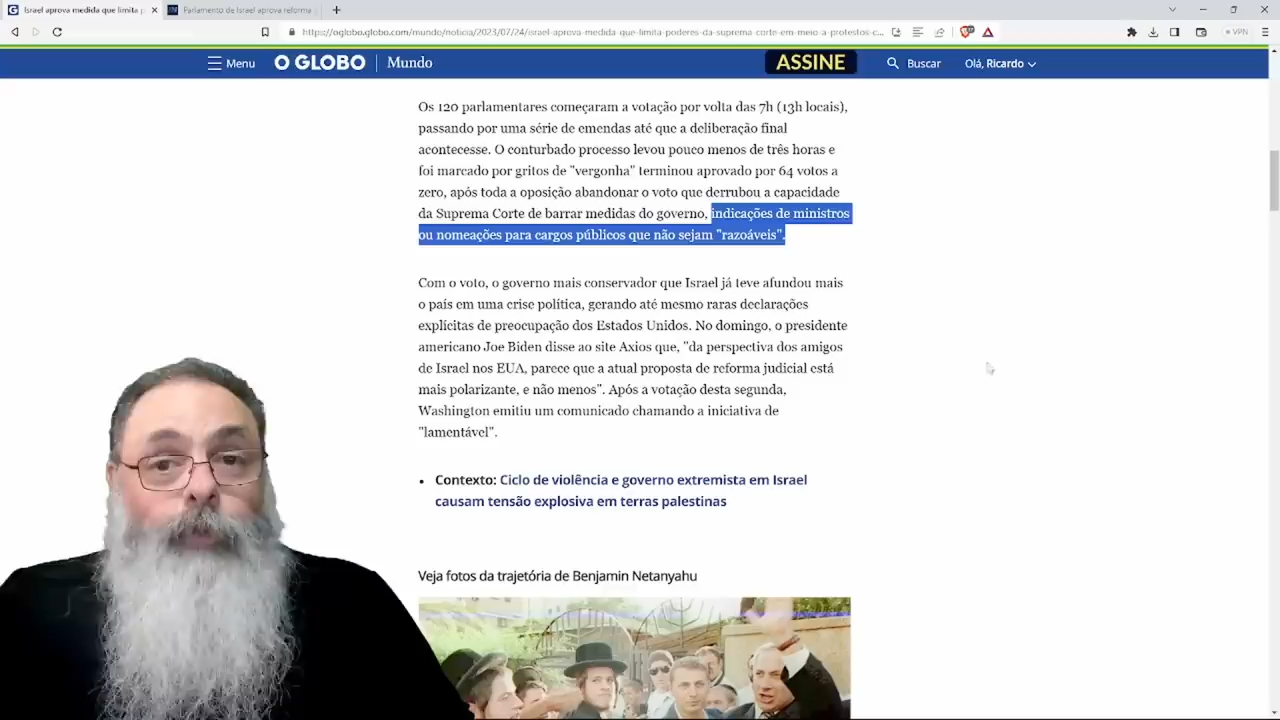 Israel aprova medida que limita p
Parlamento de Israel aprova reforma
https://oglobo.globo.com/mundo/noticia/2023/07/24/israel-aprova-medida-que-limita-poderes-da-suprema-corte-em-meio-a-protestos-c...
VPN
Menu
O GLOBO
Mundo
ASSINE
Buscar
Olá, Ricardo
Os 120 parlamentares começaram a votação por volta das 7h (13h locais),
passando por uma série de emendas até que a deliberação final
acontecesse. O conturbado processo levou pouco menos de três horas e
foi marcado por gritos de "vergonha" terminou aprovado por 64 votos a
zero, após toda a oposição abandonar o voto que derrubou a capacidade
da Suprema Corte de barrar medidas do governo, indicações de ministros
ou nomeações para cargos públicos que não sejam "razoáveis".
Com o voto, o governo mais conservador que Israel já teve afundou mais
o país em uma crise política, gerando até mesmo raras declarações
explícitas de preocupação dos Estados Unidos. No domingo, o presidente
americano Joe Biden disse ao site Axios que, "da perspectiva dos amigos
de Israel nos EUA, parece que a atual proposta de reforma judicial está
mais polarizante, e não menos". Após a votação desta segunda,
Washington emitiu um comunicado chamando a iniciativa de
"lamentável".
• Contexto: Ciclo de violência e governo extremista em Israel
causam tensão explosiva em terras palestinas
Veja fotos da trajetória de Benjamin Netanyahu